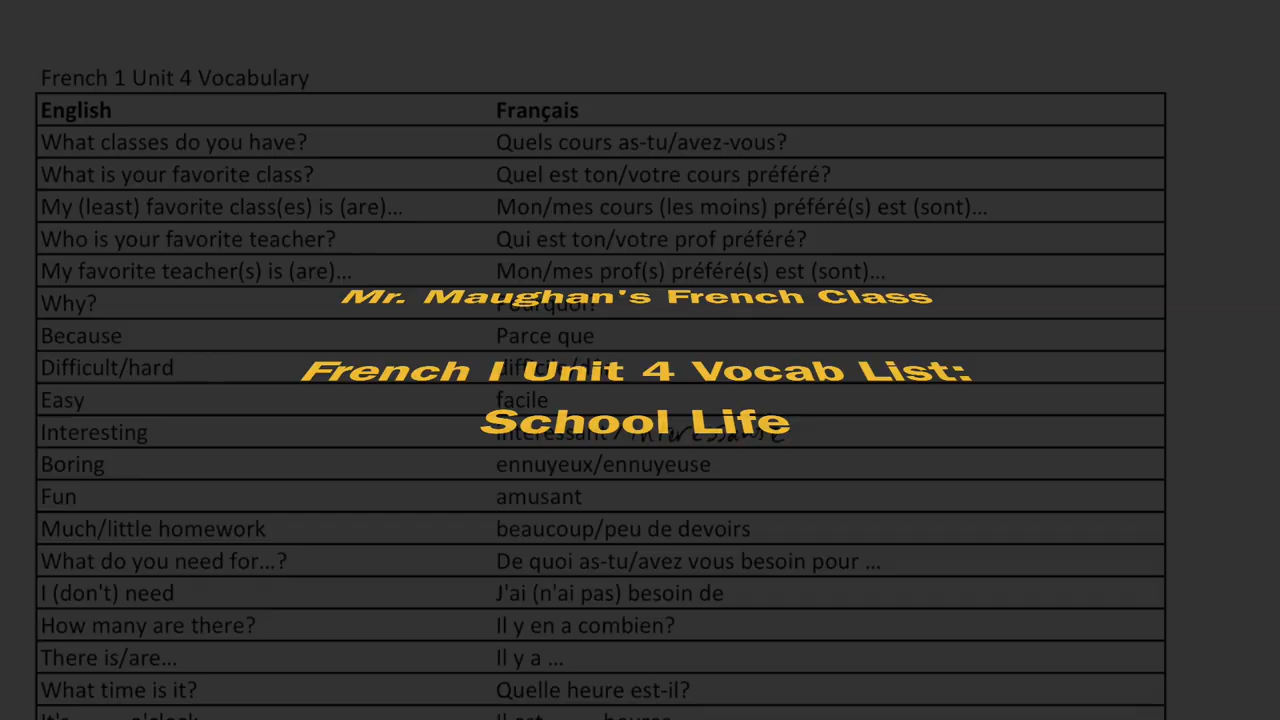 French 1 Unit 4 Vocabulary
English Français
What classes do you have? Quels cours as-tu/avez-vous?
What is your favorite class? Quel est ton/votre cours préféré?
My (least) favorite class(es) is (are)... Mon/mes cours (les moins) préféré(s) est (sont)...
Who is your favorite teacher? Qui est ton/votre prof préféré?
My favorite teacher(s) is (are)... Mon/mes prof(s) préféré(s) est (sont)...
Mr. Maughan's French Class
Why? Pourquoi?
Because Parce que
Difficult/hard
French I Unit 4 Vocab List:
Easy facile
School Life
Interesting intéressant / intéressante
Boring ennuyeux/ennuyeuse
Fun amusant
Much/little homework beaucoup/peu de devoirs
What do you need for...? De quoi as-tu/avez vous besoin pour ...
I (don't) need J'ai (n'ai pas) besoin de
How many are there? Il y en a combien?
There is/are... Il y a ...
What time is it? Quelle heure est-il?